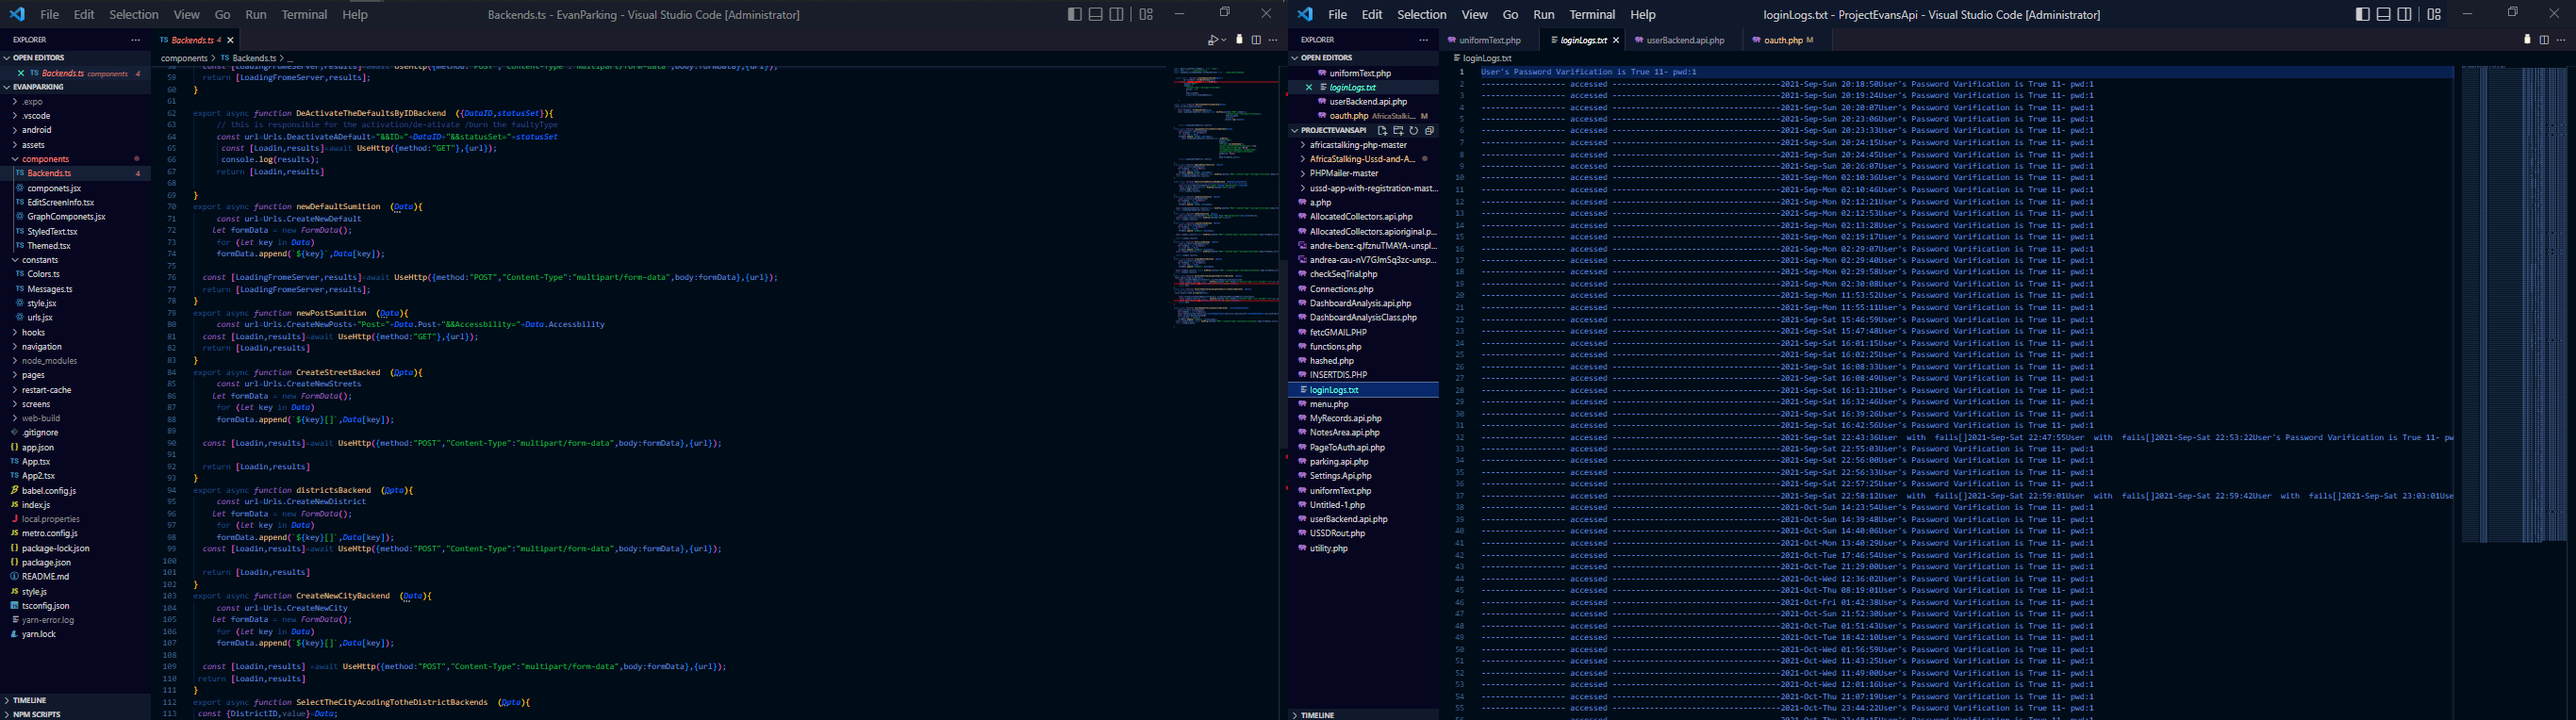 File Edit Selection View Go Run Terminal Help
Backends.ts - EvanParking - Visual Studio Code [Administrator]
EXPLORER
OPEN EDITORS
Backends.ts components 4
EVANPARKING
.expo
.vscode
android
assets
components
Backends.ts 4
componets.jsx
EditScreenInfo.tsx
GraphComponets.jsx
StyledText.tsx
Themed.tsx
constants
Colors.ts
Messages.ts
style.jsx
urls.jsx
hooks
navigation
node_modules
pages
restart-cache
screens
web-build
.gitignore
app.json
App.tsx
App2.tsx
babel.config.js
index.js
local.properties
metro.config.js
package-lock.json
package.json
README.md
style.js
tsconfig.json
yarn-error.log
yarn.lock
TIMELINE
NPM SCRIPTS
Backends.ts 4
components > Backends.ts > ...
59 return [LoadingFromeServer,results];
60 }
61
62 export async function DeActivateTheDefaultsByIDBackend ({DataID,statusSet}){
63 // this is responsible for the activation/de-ativate /burn the faultyType
64 const url=Urls.DeactivateADefault+"&&ID="+DataID+"&&statusSet="+statusSet
65 const [Loadin,results]=await UseHttp({method:"GET"},{url});
66 console.log(results);
67 return [Loadin,results]
68
69 }
70 export async function newDefaultSumition (Data){
71 const url=Urls.CreateNewDefault
72 let formData = new FormData();
73 for (let key in Data)
74 formData.append(`${key}`,Data[key]);
75
76 const [LoadingFromeServer,results]=await UseHttp({method:"POST","Content-Type":"multipart/form-data",body:formData},{url});
77 return [LoadingFromeServer,results];
78 }
79 export async function newPostSumition (Data){
80 const url=Urls.CreateNewPosts+"Post="+Data.Post+"&&Accessbility="+Data.Accessbility
81 const [Loadin,results]=await UseHttp({method:"GET"},{url});
82 return [Loadin,results]
83 }
84 export async function CreateStreetBacked (Data){
85 const url=Urls.CreateNewStreets
86 let formData = new FormData();
87 for (let key in Data)
88 formData.append(`${key}[]`,Data[key]);
89
90 const [Loadin,results]=await UseHttp({method:"POST","Content-Type":"multipart/form-data",body:formData},{url});
91
92 return [Loadin,results]
93 }
94 export async function districtsBackend (Data){
95 const url=Urls.CreateNewDistrict
96 let formData = new FormData();
97 for (let key in Data)
98 formData.append(`${key}[]`,Data[key]);
99 const [Loadin,results]=await UseHttp({method:"POST","Content-Type":"multipart/form-data",body:formData},{url});
100
101 return [Loadin,results]
102 }
103 export async function CreateNewCityBackend (Data){
104 const url=Urls.CreateNewCity
105 let formData = new FormData();
106 for (let key in Data)
107 formData.append(`${key}[]`,Data[key]);
108
109 const [Loadin,results] =await UseHttp({method:"POST","Content-Type":"multipart/form-data",body:formData},{url});
110 return [Loadin,results]
111 }
112 export async function SelectTheCityAcodingTotheDistrictBackends (Data){
113 const {DistrictID,value}=Data;
File Edit Selection View Go Run Terminal Help
loginLogs.txt - ProjectEvansApi - Visual Studio Code [Administrator]
EXPLORER
OPEN EDITORS
uniformText.php
loginLogs.txt
userBackend.api.php
oauth.php AfricaStalki... M
PROJECTEVANSAPI
africastalking-php-master
AfricaStalking-Ussd-and-A...
PHPMailer-master
ussd-app-with-registration-mast...
a.php
AllocatedCollectors.api.php
AllocatedCollectors.apioriginal.p...
andre-benz-qJfznuTMAYA-unspl...
andrea-cau-nV7GJmSq3zc-unsp...
checkSeqTrial.php
Connections.php
DashboardAnalysis.api.php
DashboardAnalysisClass.php
fetcGMAIL.PHP
functions.php
hashed.php
INSERTDIS.PHP
loginLogs.txt
menu.php
MyRecords.api.php
NotesArea.api.php
PageToAuth.api.php
parking.api.php
Settings.Api.php
uniformText.php
Untitled-1.php
userBackend.api.php
USSDRout.php
utility.php
TIMELINE
uniformText.php loginLogs.txt userBackend.api.php oauth.php M
loginLogs.txt
1 User's Password Varification is True 11- pwd:1
2 ----------------- accessed ----------------------------------2021-Sep-Sun 20:18:50User's Password Varification is True 11- pwd:1
3 ----------------- accessed ----------------------------------2021-Sep-Sun 20:19:24User's Password Varification is True 11- pwd:1
4 ----------------- accessed ----------------------------------2021-Sep-Sun 20:20:07User's Password Varification is True 11- pwd:1
5 ----------------- accessed ----------------------------------2021-Sep-Sun 20:23:06User's Password Varification is True 11- pwd:1
6 ----------------- accessed ----------------------------------2021-Sep-Sun 20:23:33User's Password Varification is True 11- pwd:1
7 ----------------- accessed ----------------------------------2021-Sep-Sun 20:24:15User's Password Varification is True 11- pwd:1
8 ----------------- accessed ----------------------------------2021-Sep-Sun 20:24:45User's Password Varification is True 11- pwd:1
9 ----------------- accessed ----------------------------------2021-Sep-Sun 20:26:07User's Password Varification is True 11- pwd:1
10 ----------------- accessed ----------------------------------2021-Sep-Mon 02:10:36User's Password Varification is True 11- pwd:1
11 ----------------- accessed ----------------------------------2021-Sep-Mon 02:10:46User's Password Varification is True 11- pwd:1
12 ----------------- accessed ----------------------------------2021-Sep-Mon 02:12:21User's Password Varification is True 11- pwd:1
13 ----------------- accessed ----------------------------------2021-Sep-Mon 02:12:53User's Password Varification is True 11- pwd:1
14 ----------------- accessed ----------------------------------2021-Sep-Mon 02:13:28User's Password Varification is True 11- pwd:1
15 ----------------- accessed ----------------------------------2021-Sep-Mon 02:19:17User's Password Varification is True 11- pwd:1
16 ----------------- accessed ----------------------------------2021-Sep-Mon 02:29:07User's Password Varification is True 11- pwd:1
17 ----------------- accessed ----------------------------------2021-Sep-Mon 02:29:40User's Password Varification is True 11- pwd:1
18 ----------------- accessed ----------------------------------2021-Sep-Mon 02:29:58User's Password Varification is True 11- pwd:1
19 ----------------- accessed ----------------------------------2021-Sep-Mon 02:30:08User's Password Varification is True 11- pwd:1
20 ----------------- accessed ----------------------------------2021-Sep-Mon 11:53:52User's Password Varification is True 11- pwd:1
21 ----------------- accessed ----------------------------------2021-Sep-Mon 11:55:11User's Password Varification is True 11- pwd:1
22 ----------------- accessed ----------------------------------2021-Sep-Sat 15:46:59User's Password Varification is True 11- pwd:1
23 ----------------- accessed ----------------------------------2021-Sep-Sat 15:47:48User's Password Varification is True 11- pwd:1
24 ----------------- accessed ----------------------------------2021-Sep-Sat 16:01:15User's Password Varification is True 11- pwd:1
25 ----------------- accessed ----------------------------------2021-Sep-Sat 16:02:25User's Password Varification is True 11- pwd:1
26 ----------------- accessed ----------------------------------2021-Sep-Sat 16:08:33User's Password Varification is True 11- pwd:1
27 ----------------- accessed ----------------------------------2021-Sep-Sat 16:08:49User's Password Varification is True 11- pwd:1
28 ----------------- accessed ----------------------------------2021-Sep-Sat 16:13:21User's Password Varification is True 11- pwd:1
29 ----------------- accessed ----------------------------------2021-Sep-Sat 16:32:46User's Password Varification is True 11- pwd:1
30 ----------------- accessed ----------------------------------2021-Sep-Sat 16:39:26User's Password Varification is True 11- pwd:1
31 ----------------- accessed ----------------------------------2021-Sep-Sat 16:42:56User's Password Varification is True 11- pwd:1
32 ----------------- accessed ----------------------------------2021-Sep-Sat 22:43:36User with fails[]2021-Sep-Sat 22:47:55User with fails[]2021-Sep-Sat 22:53:22User's Password Varification is True 11- pw
33 ----------------- accessed ----------------------------------2021-Sep-Sat 22:55:03User's Password Varification is True 11- pwd:1
34 ----------------- accessed ----------------------------------2021-Sep-Sat 22:56:00User's Password Varification is True 11- pwd:1
35 ----------------- accessed ----------------------------------2021-Sep-Sat 22:56:33User's Password Varification is True 11- pwd:1
36 ----------------- accessed ----------------------------------2021-Sep-Sat 22:57:25User's Password Varification is True 11- pwd:1
37 ----------------- accessed ----------------------------------2021-Sep-Sat 22:58:12User with fails[]2021-Sep-Sat 22:59:01User with fails[]2021-Sep-Sat 22:59:42User with fails[]2021-Sep-Sat 23:03:01Use
38 ----------------- accessed ----------------------------------2021-Oct-Sun 14:23:54User's Password Varification is True 11- pwd:1
39 ----------------- accessed ----------------------------------2021-Oct-Sun 14:39:48User's Password Varification is True 11- pwd:1
40 ----------------- accessed ----------------------------------2021-Oct-Sun 14:40:06User's Password Varification is True 11- pwd:1
41 ----------------- accessed ----------------------------------2021-Oct-Mon 13:40:29User's Password Varification is True 11- pwd:1
42 ----------------- accessed ----------------------------------2021-Oct-Tue 17:46:54User's Password Varification is True 11- pwd:1
43 ----------------- accessed ----------------------------------2021-Oct-Tue 21:29:00User's Password Varification is True 11- pwd:1
44 ----------------- accessed ----------------------------------2021-Oct-Wed 12:36:02User's Password Varification is True 11- pwd:1
45 ----------------- accessed ----------------------------------2021-Oct-Thu 08:19:01User's Password Varification is True 11- pwd:1
46 ----------------- accessed ----------------------------------2021-Oct-Fri 01:42:38User's Password Varification is True 11- pwd:1
47 ----------------- accessed ----------------------------------2021-Oct-Sun 21:52:30User's Password Varification is True 11- pwd:1
48 ----------------- accessed ----------------------------------2021-Oct-Tue 01:51:43User's Password Varification is True 11- pwd:1
49 ----------------- accessed ----------------------------------2021-Oct-Tue 18:42:10User's Password Varification is True 11- pwd:1
50 ----------------- accessed ----------------------------------2021-Oct-Wed 01:56:59User's Password Varification is True 11- pwd:1
51 ----------------- accessed ----------------------------------2021-Oct-Wed 11:43:25User's Password Varification is True 11- pwd:1
52 ----------------- accessed ----------------------------------2021-Oct-Wed 11:49:00User's Password Varification is True 11- pwd:1
53 ----------------- accessed ----------------------------------2021-Oct-Wed 12:01:16User's Password Varification is True 11- pwd:1
54 ----------------- accessed ----------------------------------2021-Oct-Thu 21:07:19User's Password Varification is True 11- pwd:1
55 ----------------- accessed ----------------------------------2021-Oct-Thu 23:44:22User's Password Varification is True 11- pwd:1